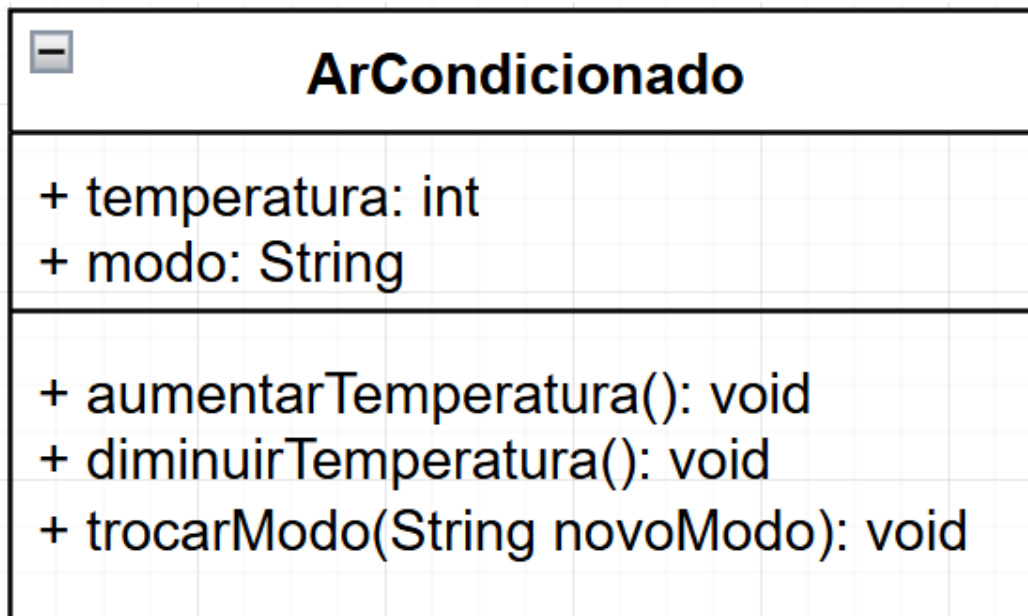 ArCondicionado
+ temperatura: int
+ modo: String
+ aumentarTemperatura(): void
+ diminuirTemperatura(): void
+ trocarModo(String novoModo): void